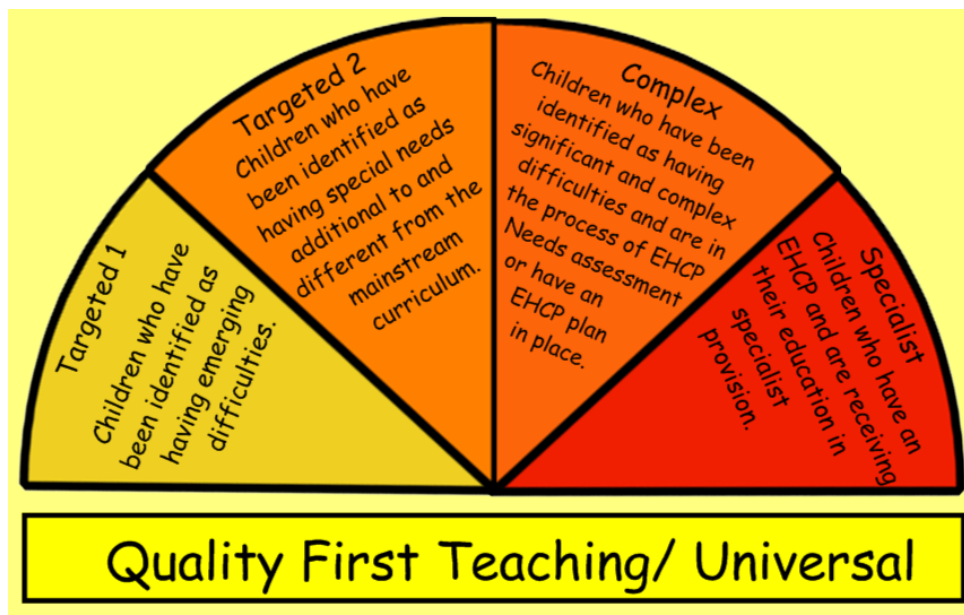 Targeted 1
Children who have
been identified as
having emerging
difficulties.
Targeted 2
Children who have
been identified as
having special needs
additional to and
different from the
mainstream
curriculum.
Complex
Children who have been
identified as having
significant and complex
difficulties and are in
the process of EHCP
Needs assessment
or have an
EHCP plan
in place.
Specialist
Children who have an
EHCP and are receiving
their education in
specialist
provision.
Quality First Teaching/ Universal